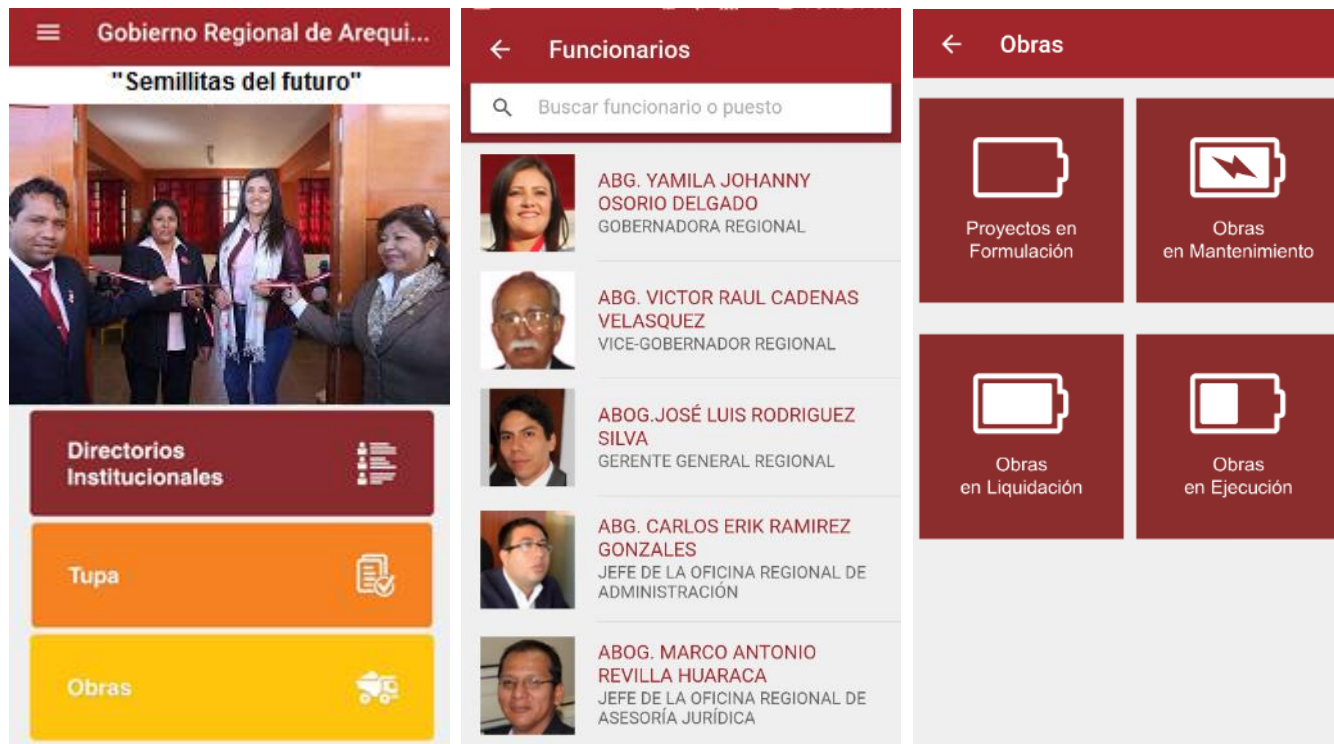 Gobierno Regional de Arequi...
"Semillitas del futuro"
Directorios
Institucionales
Tupa
Obras
Funcionarios
Buscar funcionario o puesto
ABG. YAMILA JOHANNY
OSORIO DELGADO
GOBERNADORA REGIONAL
ABG. VICTOR RAUL CADENAS
VELASQUEZ
VICE-GOBERNADOR REGIONAL
ABOG.JOSÉ LUIS RODRIGUEZ
SILVA
GERENTE GENERAL REGIONAL
ABG. CARLOS ERIK RAMIREZ
GONZALES
JEFE DE LA OFICINA REGIONAL DE
ADMINISTRACIÓN
ABOG. MARCO ANTONIO
REVILLA HUARACA
JEFE DE LA OFICINA REGIONAL DE
ASESORÍA JURÍDICA
Obras
Proyectos en
Formulación
Obras
en Mantenimiento
Obras
en Liquidación
Obras
en Ejecución